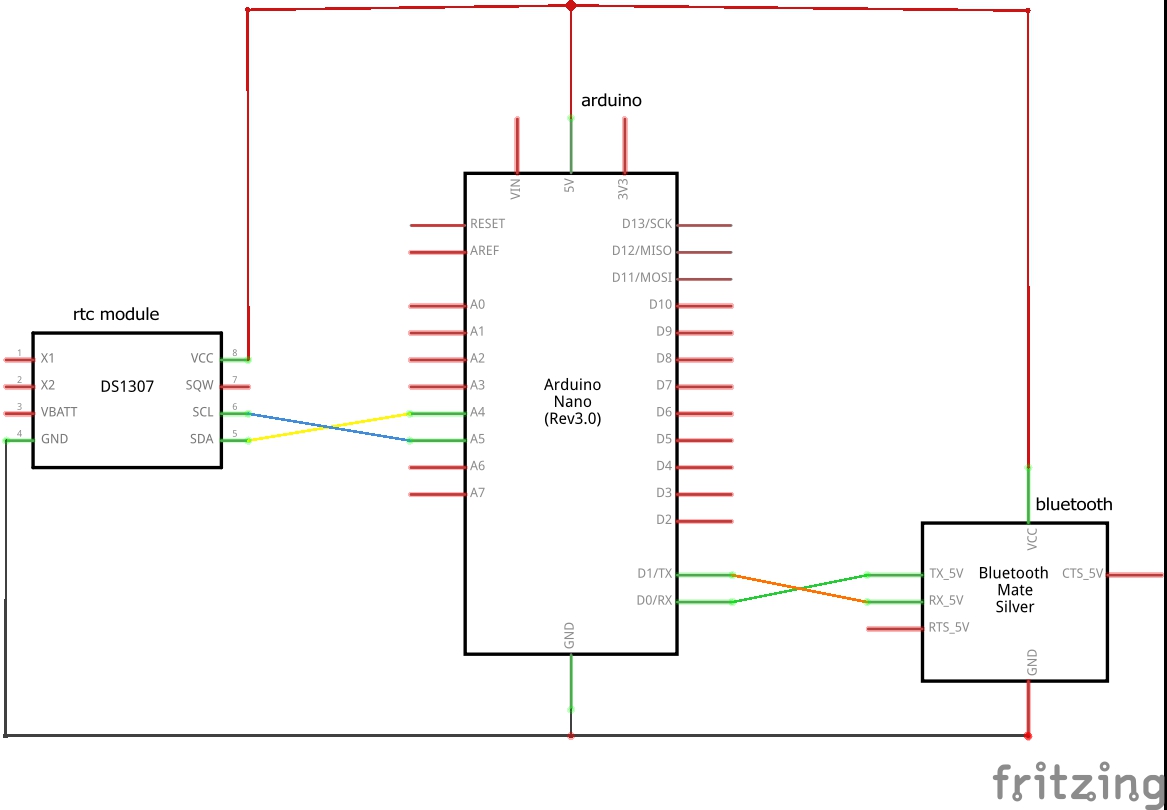 arduino
VIN
5V
3V3
RESET
D13/SCK
AREF
D12/MISO
D11/MOSI
rtc module
A0
D10
A1
D9
1
X1
VCC
8
A2
D8
2
X2
DS1307
SQW
7
A3
Arduino
Nano
(Rev3.0)
D7
3
VBATT
SCL
6
A4
D6
4
GND
SDA
5
A5
D5
A6
D4
A7
D3
D2
bluetooth
VCC
D1/TX
TX_5V
Bluetooth
Mate
Silver
CTS_5V
D0/RX
RX_5V
RTS_5V
GND
GND
fritzing